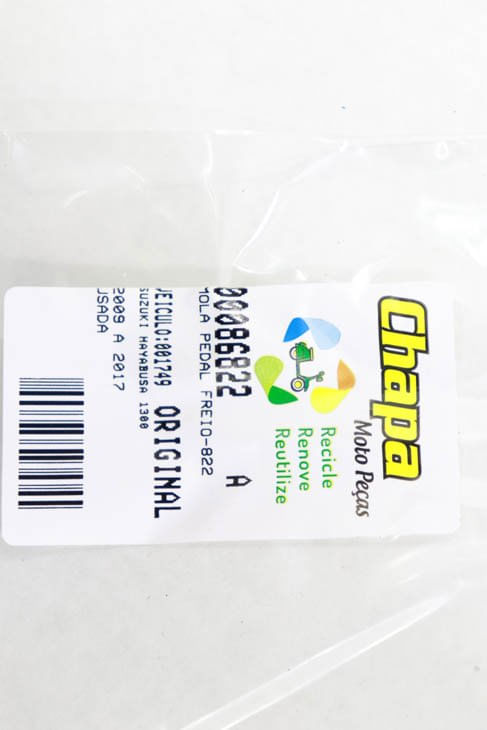 Chapa
Moto Peças
Recicle
Renove
Reutilize
00086822 A
MOLA PEDAL FREIO-822
VEICULO:001749 ORIGINAL
SUZUKI HAYABUSA 1300
2009 A 2017
USADA